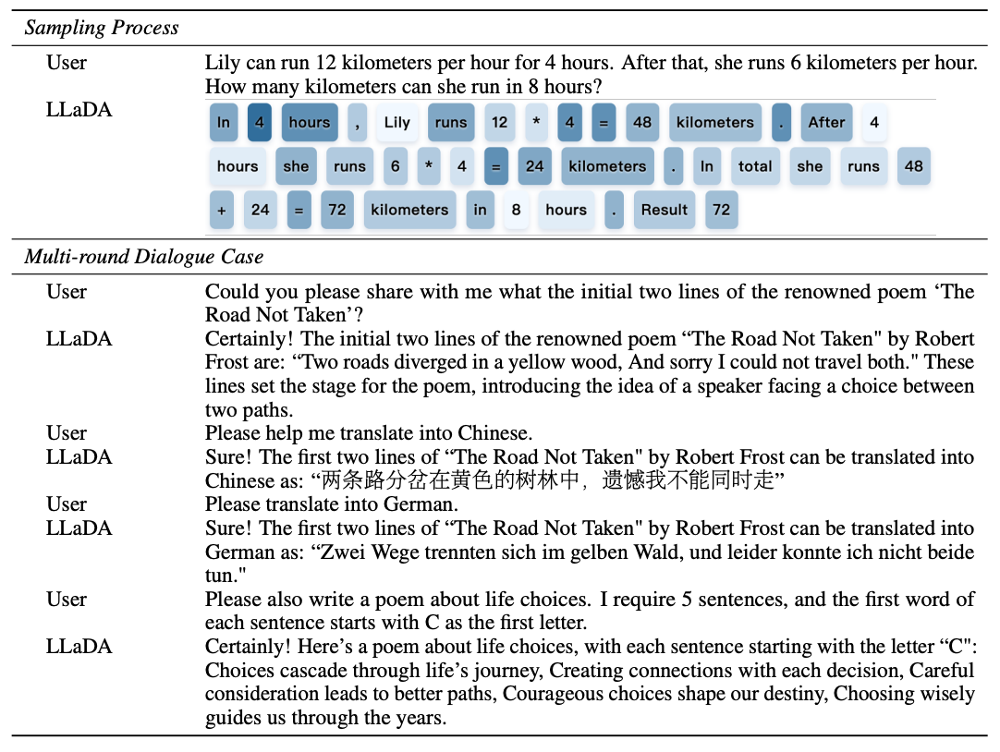 Sampling Process
User Lily can run 12 kilometers per hour for 4 hours. After that, she runs 6 kilometers per hour.
How many kilometers can she run in 8 hours?
LLaDA In 4 hours , Lily runs 12 * 4 = 48 kilometers . After 4
hours she runs 6 * 4 = 24 kilometers . In total she runs 48
+ 24 = 72 kilometers in 8 hours . Result 72
Multi-round Dialogue Case
User Could you please share with me what the initial two lines of the renowned poem ‘The
Road Not Taken’?
LLaDA Certainly! The initial two lines of the renowned poem “The Road Not Taken" by Robert
Frost are: “Two roads diverged in a yellow wood, And sorry I could not travel both." These
lines set the stage for the poem, introducing the idea of a speaker facing a choice between
two paths.
User Please help me translate into Chinese.
LLaDA Sure! The first two lines of “The Road Not Taken" by Robert Frost can be translated into
Chinese as: “两条路分岔在黄色的树林中，遗憾我不能同时走”
User Please translate into German.
LLaDA Sure! The first two lines of “The Road Not Taken" by Robert Frost can be translated into
German as: “Zwei Wege trennten sich im gelben Wald, und leider konnte ich nicht beide
tun."
User Please also write a poem about life choices. I require 5 sentences, and the first word of
each sentence starts with C as the first letter.
LLaDA Certainly! Here’s a poem about life choices, with each sentence starting with the letter “C":
Choices cascade through life’s journey, Creating connections with each decision, Careful
consideration leads to better paths, Courageous choices shape our destiny, Choosing wisely
guides us through the years.